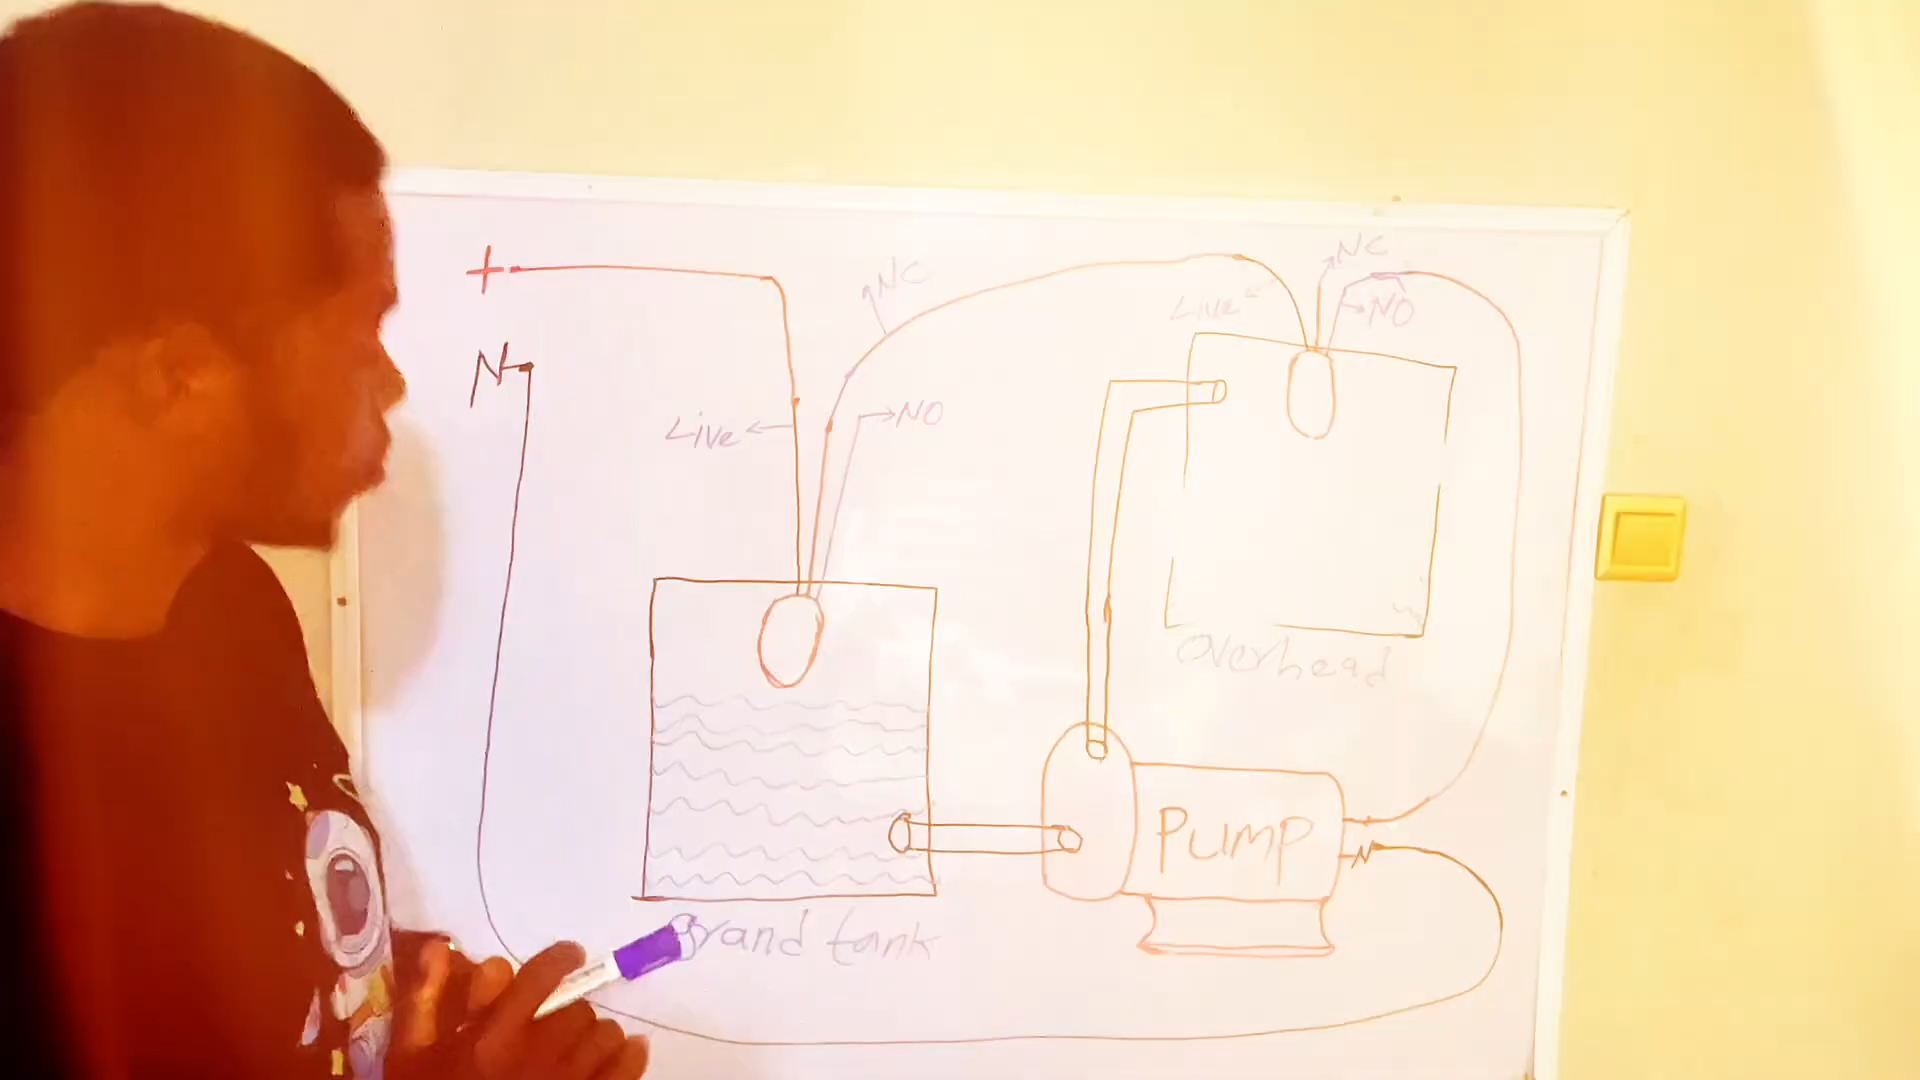 +
N
Live
NC
NO
Live
NC
NO
Overhead
Pump
N
Grand tank